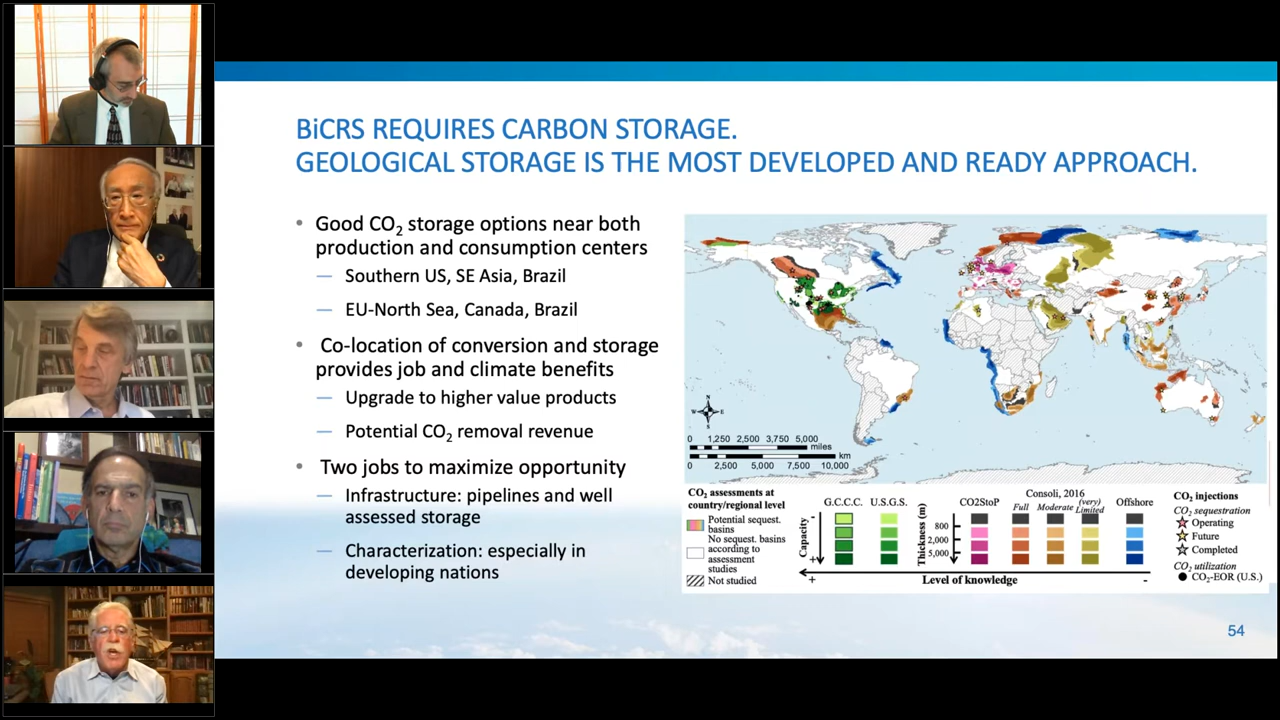 BiCRS REQUIRES CARBON STORAGE.
GEOLOGICAL STORAGE IS THE MOST DEVELOPED AND READY APPROACH.
• Good CO₂ storage options near both
production and consumption centers
— Southern US, SE Asia, Brazil
— EU-North Sea, Canada, Brazil
• Co-location of conversion and storage
provides job and climate benefits
— Upgrade to higher value products
— Potential CO₂ removal revenue
• Two jobs to maximize opportunity
— Infrastructure: pipelines and well
assessed storage
— Characterization: especially in
developing nations
N
W E
S
0 1,250 2,500 3,750 5,000
miles
km
0 2,500 5,000 7,500 10,000
CO₂ assessments at
country/regional level
Potential sequest.
basins
No sequest. basins
according to
assessment
studies
Not studied
G.C.C.C. U.S.G.S.
Capacity
- +
Thickness (m)
800
2,000
5,000
CO2StoP
Consoli, 2016
Full Moderate (very) Limited
Offshore
+ Level of knowledge -
CO₂ injections
CO₂ sequestration
Operating
Future
Completed
CO₂ utilization
CO₂-EOR (U.S.)
54